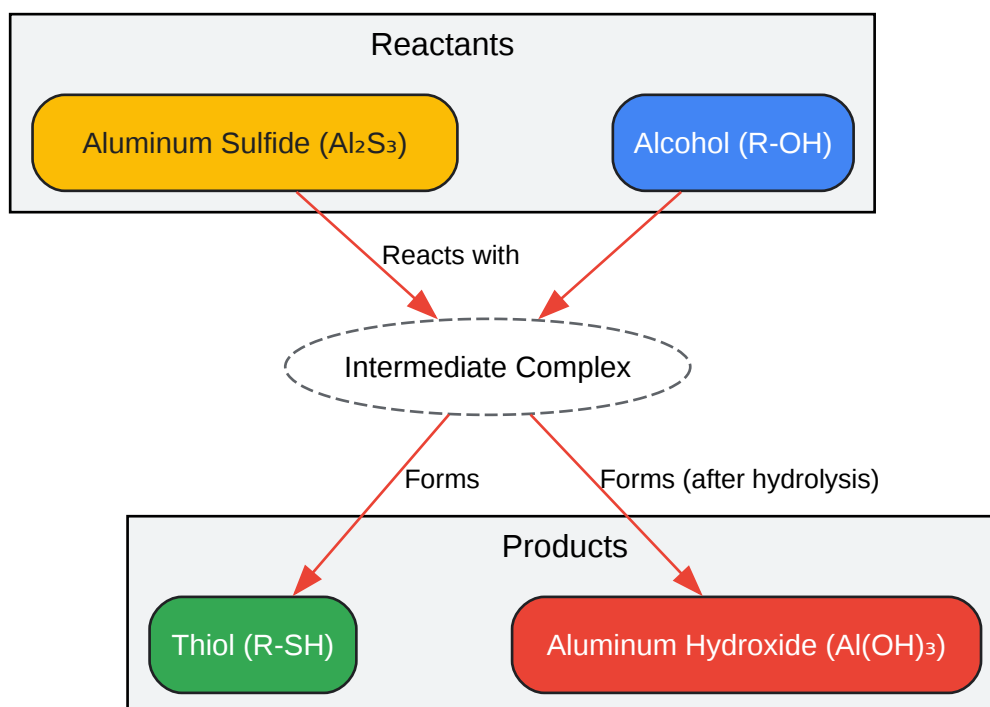 Reactants
Aluminum Sulfide (Al₂S₃)
Alcohol (R-OH)
Reacts with
Intermediate Complex
Forms
Forms (after hydrolysis)
Products
Thiol (R-SH)
Aluminum Hydroxide (Al(OH)₃)